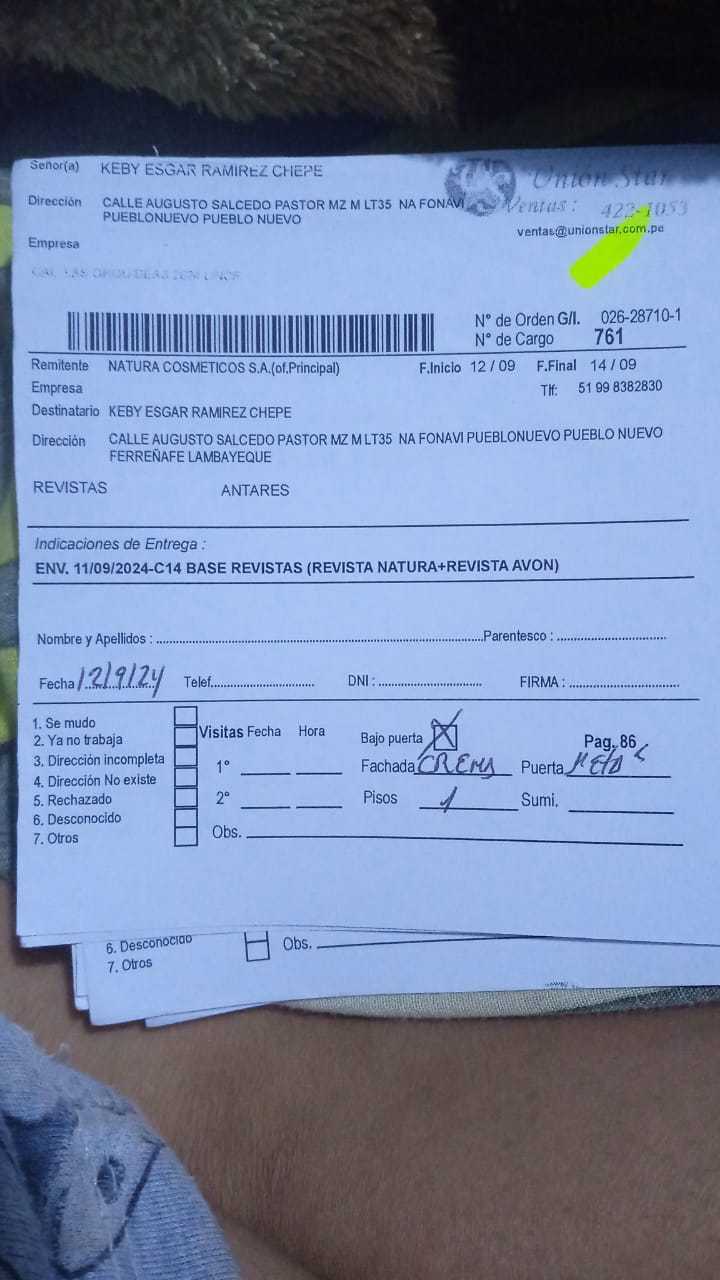 Señor(a) KEBY ESGAR RAMIREZ CHEPE
Union Star
Dirección CALLE AUGUSTO SALCEDO PASTOR MZ M LT35 NA FONAVI
PUEBLONUEVO PUEBLO NUEVO
Ventas : 422-1053
ventas@unionstar.com.pe
Empresa
N° de Orden G/I. 026-28710-1
N° de Cargo 761
Remitente NATURA COSMETICOS S.A.(of.Principal) F.Inicio 12 / 09 F.Final 14 / 09
Empresa Tlf: 51 99 8382830
Destinatario KEBY ESGAR RAMIREZ CHEPE
Dirección CALLE AUGUSTO SALCEDO PASTOR MZ M LT35 NA FONAVI PUEBLONUEVO PUEBLO NUEVO
FERREÑAFE LAMBAYEQUE
REVISTAS ANTARES
Indicaciones de Entrega :
ENV. 11/09/2024-C14 BASE REVISTAS (REVISTA NATURA+REVISTA AVON)
Nombre y Apellidos : Parentesco :
Fecha 12/9/24 Telef. DNI : FIRMA :
1. Se mudo
2. Ya no trabaja
3. Dirección incompleta
4. Dirección No existe
5. Rechazado
6. Desconocido
7. Otros
Visitas Fecha Hora
1°
2°
Obs.
Bajo puerta
Pag. 86
Fachada CREMA Puerta
Pisos 1 Sumi.
6. Desconocido
7. Otros
Obs.